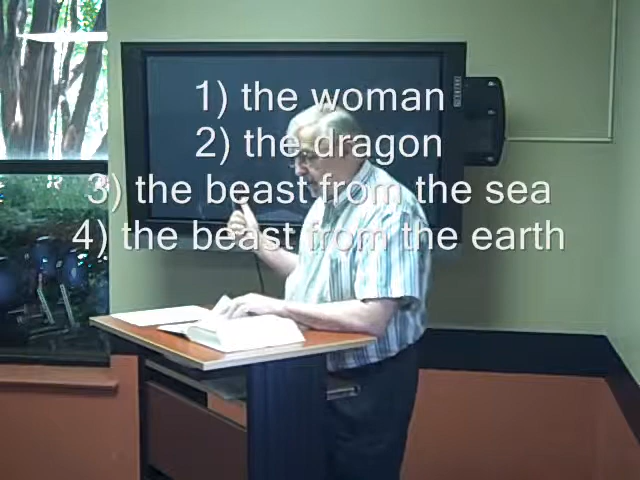 1) the woman
2) the dragon
3) the beast from the sea
4) the beast from the earth